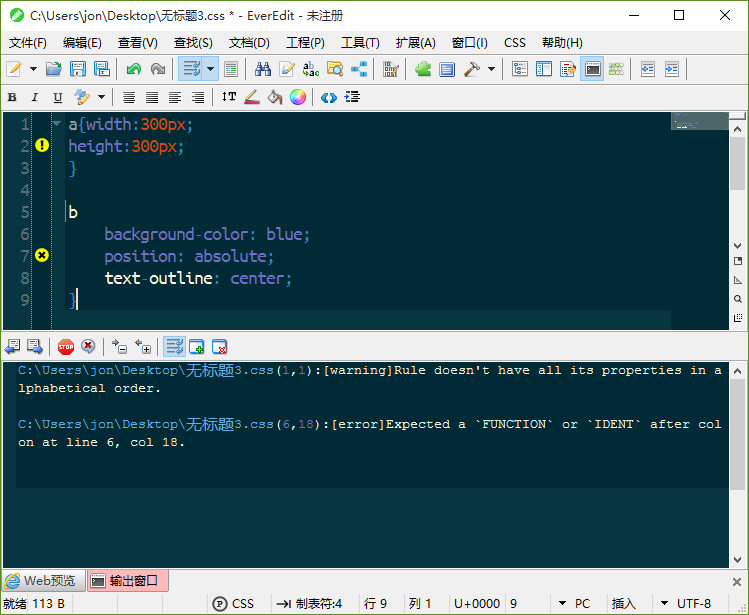 C:\Users\jon\Desktop\无标题3.css * - EverEdit - 未注册
文件(F) 编辑(E) 查看(V) 查找(S) 文档(D) 工程(P) 工具(T) 扩展(A) 窗口(I) CSS 帮助(H)
B I U
1 a{width:300px;
2 height:300px;
3 }
4
5 b
6 background-color: blue;
7 position: absolute;
8 text-outline: center;
9 }
STOP
C:\Users\jon\Desktop\无标题3.css(1,1):[warning]Rule doesn't have all its properties in a
lphabetical order.
C:\Users\jon\Desktop\无标题3.css(6,18):[error]Expected a `FUNCTION` or `IDENT` after col
on at line 6, col 18.
Web预览 输出窗口
就绪 113 B CSS 制表符:4 行 9 列 1 U+0000 9 PC 插入 UTF-8